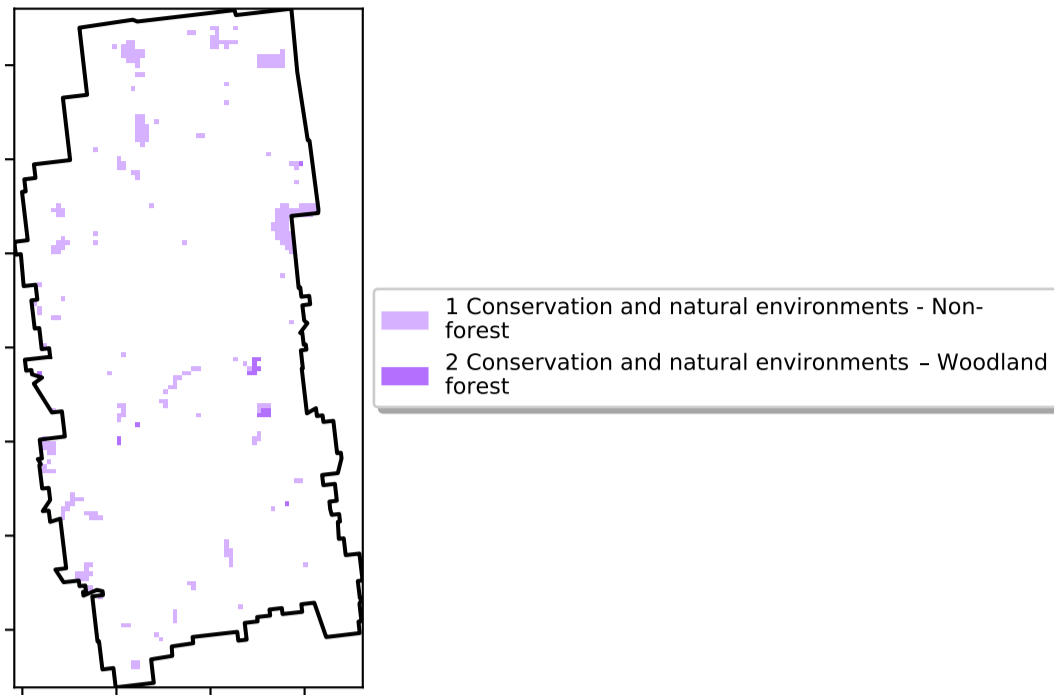 1 Conservation and natural environments - Non-
forest
2 Conservation and natural environments – Woodland
forest